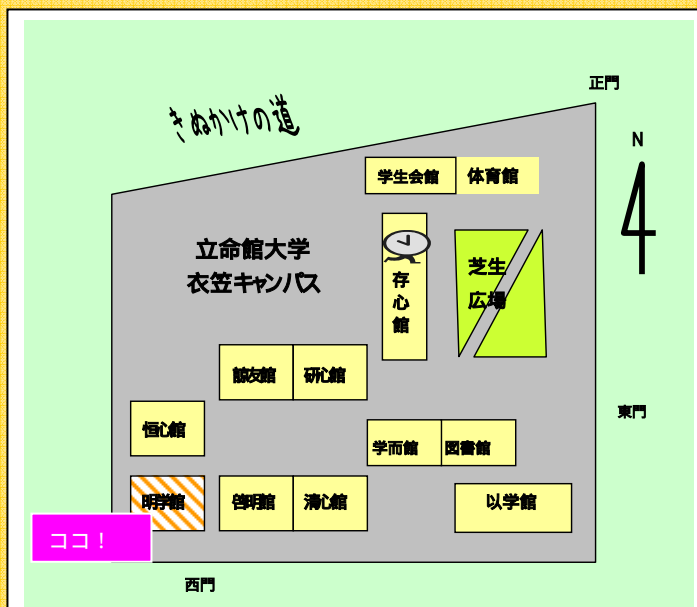 正門
きぬかけの道
N
学生会館
体育館
立命館大学
衣笠キャンパス
芝生
広場
存心館
諒友館
研心館
恒心館
東門
学而館
図書館
明学館
啓明館
清心館
以学館
ココ！
西門